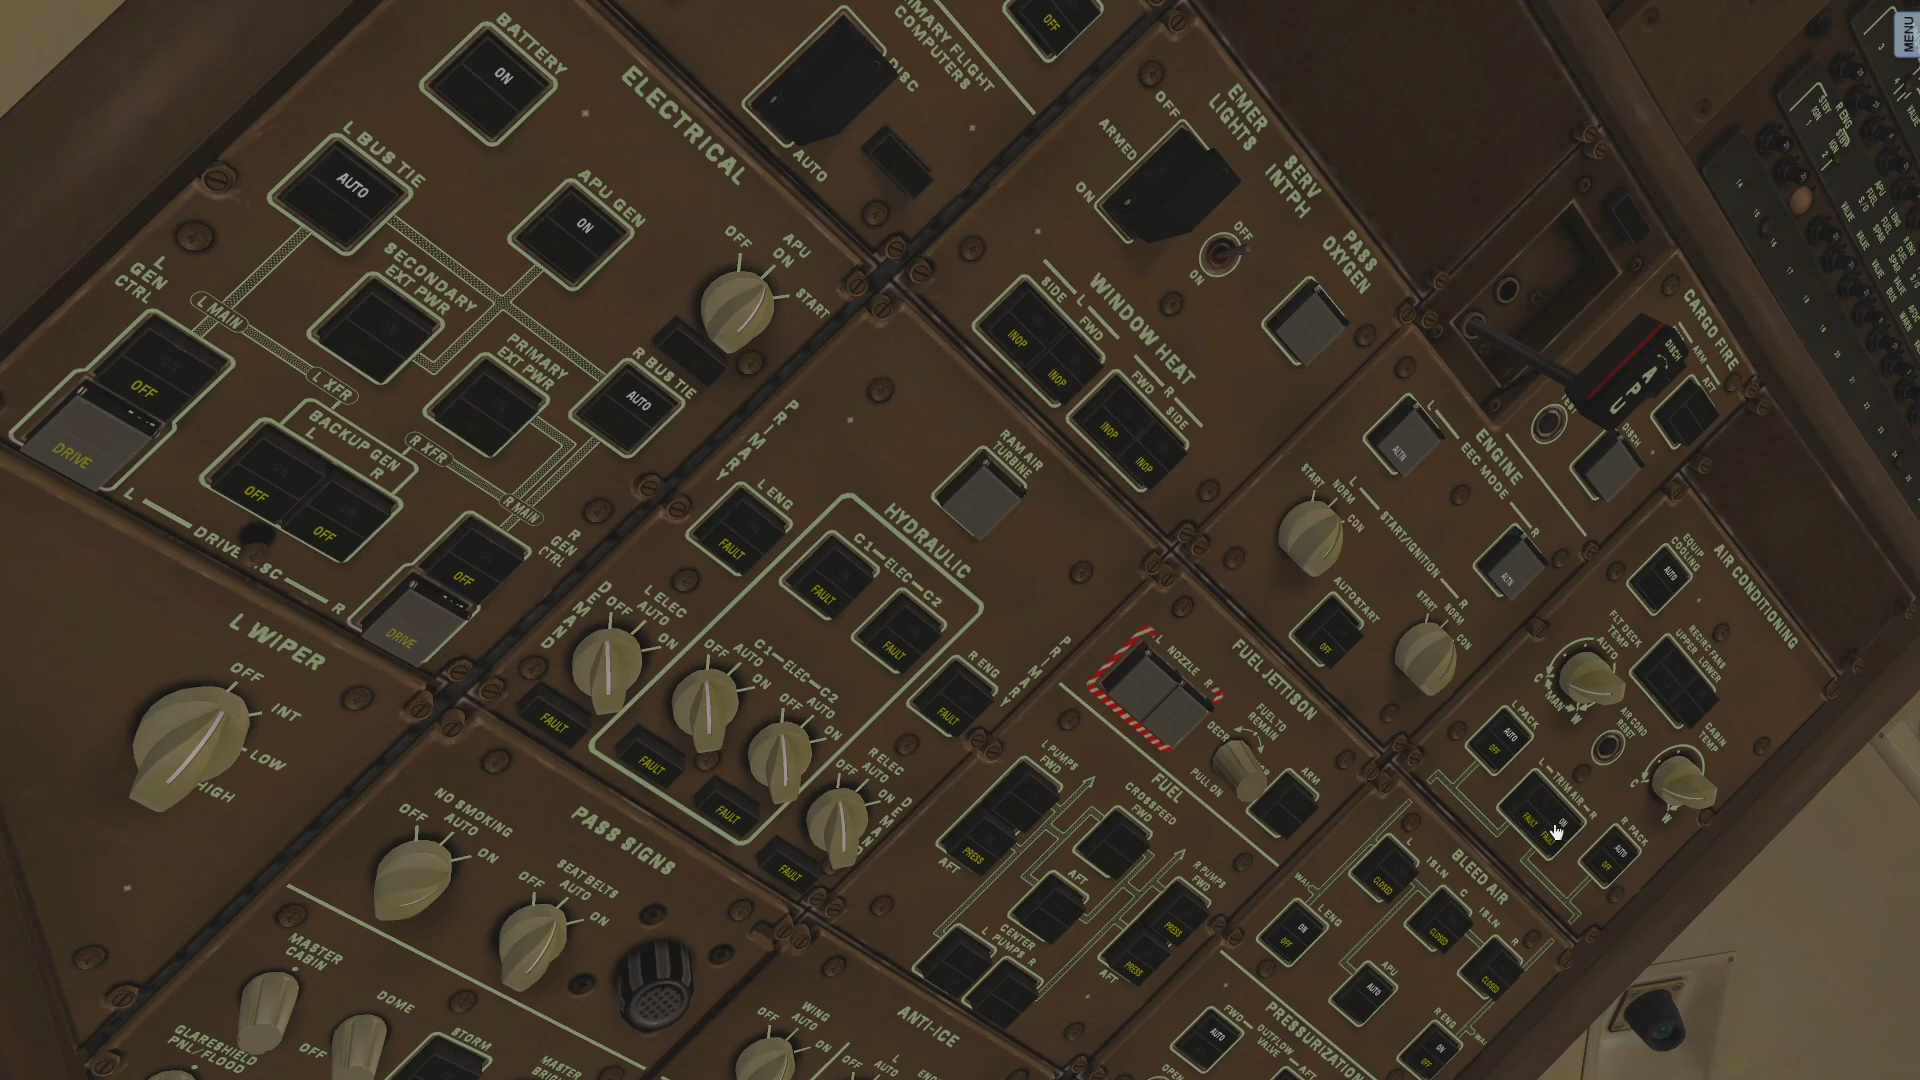 MENU
BATTERY
ON
ELECTRICAL
L BUS TIE
AUTO
APU GEN
ON
OFF
APU
ON
START
L
GEN
CTRL
SECONDARY
EXT PWR
L MAIN
PRIMARY
EXT PWR
R BUS TIE
AUTO
OFF
DRIVE
L XFR
BACKUP GEN
L
R
R XFR
OFF
OFF
R MAIN
L
DRIVE
R
OFF
DRIVE
R
GEN
CTRL
PRIMARY FLIGHT
COMPUTERS
DISC
AUTO
OFF
EMER
LIGHTS
OFF
ARMED
ON
SERV
INTPH
OFF
ON
PASS
OXYGEN
WINDOW HEAT
SIDE
L
FWD
INOP
INOP
FWD
R
SIDE
INOP
INOP
CARGO FIRE
ARM
AFT
DISCH
APU
DISCH
ENGINE
EEC MODE
L
R
ALTN
ALTN
START
NORM
CON
L
START/IGNITION
R
START
NORM
CON
AUTOSTART
OFF
RAM AIR
TURBINE
PRIMARY
HYDRAULIC
L ENG
FAULT
C1—ELEC—C2
FAULT
FAULT
R ENG
FAULT
PRIMARY
DEMAND
L ELEC
OFF
AUTO
ON
C1—ELEC—C2
OFF
AUTO
ON
OFF
AUTO
ON
R ELEC
OFF
AUTO
ON
DEMAND
FAULT
FAULT
FAULT
FAULT
FUEL JETTISON
L
NOZZLE
R
FUEL TO
REMAIN
DECR
PULL ON
ARM
FUEL
L PUMPS
FWD
AFT
PRESS
CROSSFEED
FWD
AFT
CENTER
L PUMPS R
R PUMPS
FWD
AFT
PRESS
PRESS
AIR CONDITIONING
EQUIP
COOLING
AUTO
FLT DECK
TEMP
AUTO
C
MAN
W
RECIRC FANS
UPPER
LOWER
AIR COND
RESET
CABIN
TEMP
C
W
L PACK
AUTO
OFF
L—TRIM AIR—R
ON
FAULT
FAULT
R PACK
AUTO
OFF
BLEED AIR
L
ISLN
C
ISLN
R
CLOSED
CLOSED
CLOSED
L ENG
ON
OFF
APU
AUTO
R ENG
ON
OFF
PRESSURIZATION
FWD
OUTFLOW
VALVE
AFT
AUTO
OPEN
L WIPER
OFF
INT
LOW
HIGH
PASS SIGNS
NO SMOKING
OFF
AUTO
ON
SEAT BELTS
OFF
AUTO
ON
MASTER
CABIN
DOME
OFF
GLARESHIELD
PNL/FLOOD
STORM
MASTER
ANTI-ICE
WING
OFF
AUTO
ON
L
OFF
AUTO